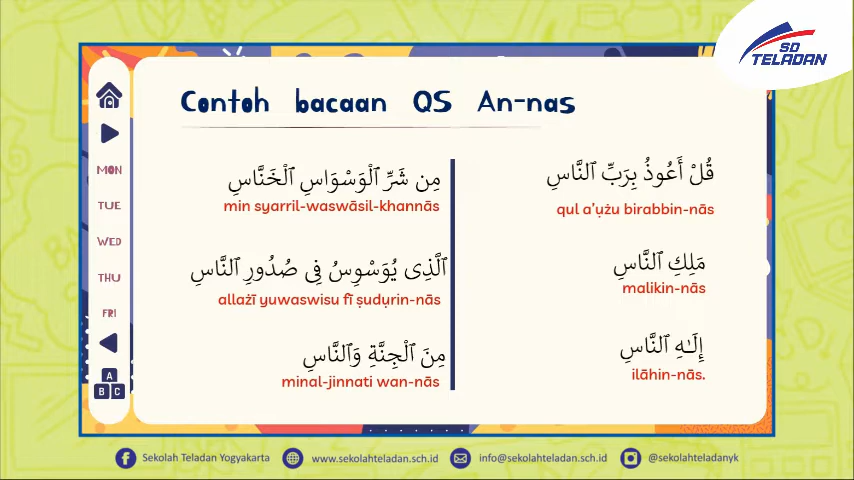 SD
TELADAN
Contoh bacaan QS An-nas
MON
TUE
WED
THU
FRI
A
B C
قُلْ أَعُوذُ بِرَبِّ ٱلنَّاسِ
qul a'ụżu birabbin-nās
مَلِكِ ٱلنَّاسِ
malikin-nās
إِلَـٰهِ ٱلنَّاسِ
ilāhin-nās.
مِن شَرِّ ٱلْوَسْوَاسِ ٱلْخَنَّاسِ
min syarril-waswāsil-khannās
ٱلَّذِى يُوَسْوِسُ فِى صُدُورِ ٱلنَّاسِ
allażī yuwaswisu fī ṣudụrin-nās
مِنَ ٱلْجِنَّةِ وَٱلنَّاسِ
minal-jinnati wan-nās
Sekolah Teladan Yogyakarta
www.sekolahteladan.sch.id
info@sekolahteladan.sch.id
@sekolahteladanyk